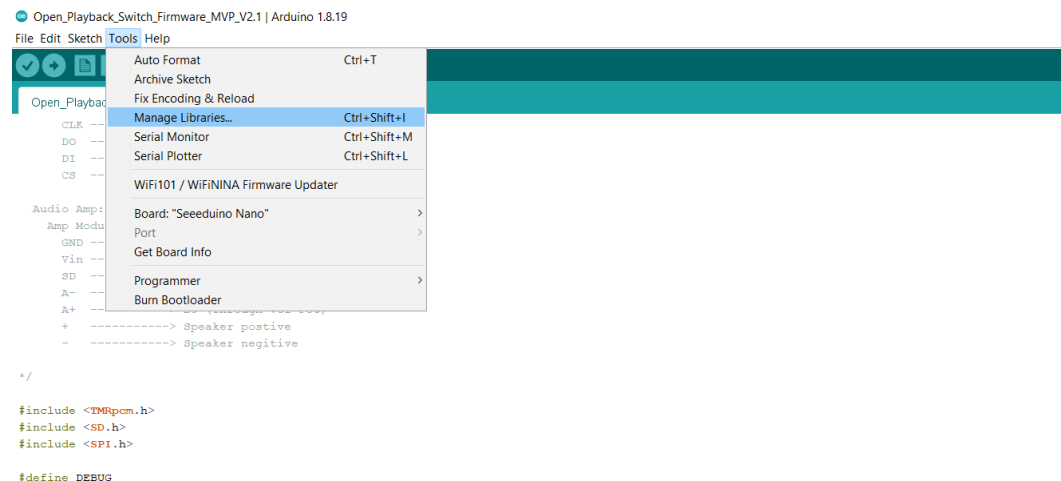 Open_Playback_Switch_Firmware_MVP_V2.1 | Arduino 1.8.19
File Edit Sketch Tools Help
Auto Format Ctrl+T
Archive Sketch
Fix Encoding & Reload
Open_Playbac
Manage Libraries... Ctrl+Shift+I
CLK --
Serial Monitor Ctrl+Shift+M
DO --
Serial Plotter Ctrl+Shift+L
DI --
CS --
WiFi101 / WiFiNINA Firmware Updater
Audio Amp:
Board: "Seeeduino Nano"
Amp Modu
Port
GND --
Get Board Info
Vin --
SD --
Programmer
A- --
Burn Bootloader
A+ --
+ -----------> Speaker postive
- -----------> Speaker negitive
*/
#include <TMRpcm.h>
#include <SD.h>
#include <SPI.h>
#define DEBUG